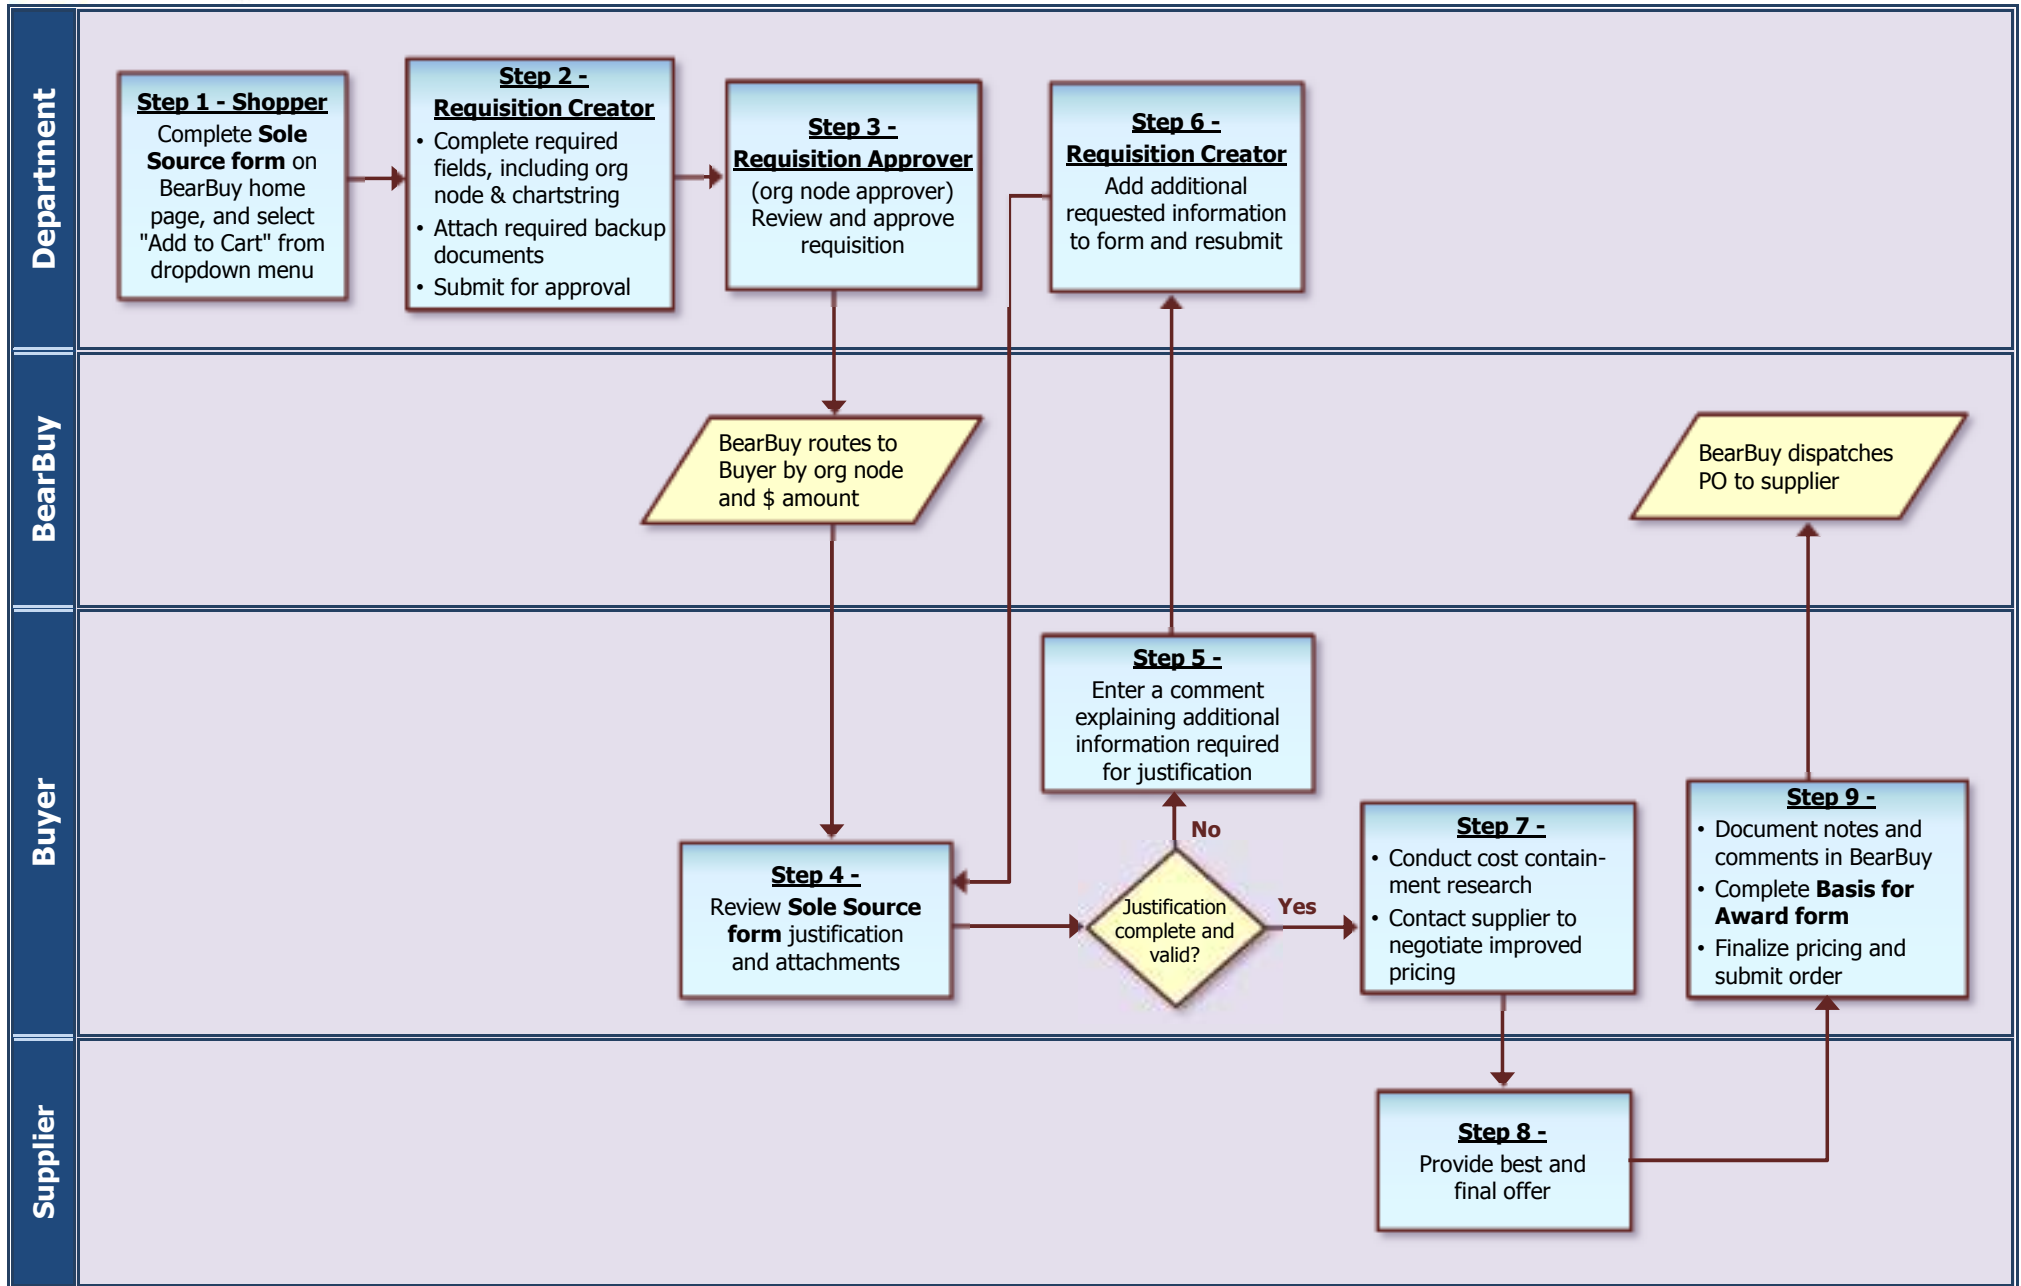 Department
Step 1 - Shopper
Complete Sole
Source form on
BearBuy home
page, and select
"Add to Cart" from
dropdown menu
Step 2 -
Requisition Creator
• Complete required
fields, including org
node & chartstring
• Attach required backup
documents
• Submit for approval
Step 3 -
Requisition Approver
(org node approver)
Review and approve
requisition
Step 6 -
Requisition Creator
Add additional
requested information
to form and resubmit
BearBuy
BearBuy routes to
Buyer by org node
and $ amount
BearBuy dispatches
PO to supplier
Buyer
Step 4 -
Review Sole Source
form justification
and attachments
Step 5 -
Enter a comment
explaining additional
information required
for justification
No
Justification
complete and
valid?
Yes
Step 7 -
• Conduct cost contain-
ment research
• Contact supplier to
negotiate improved
pricing
Step 9 -
• Document notes and
comments in BearBuy
• Complete Basis for
Award form
• Finalize pricing and
submit order
Supplier
Step 8 -
Provide best and
final offer